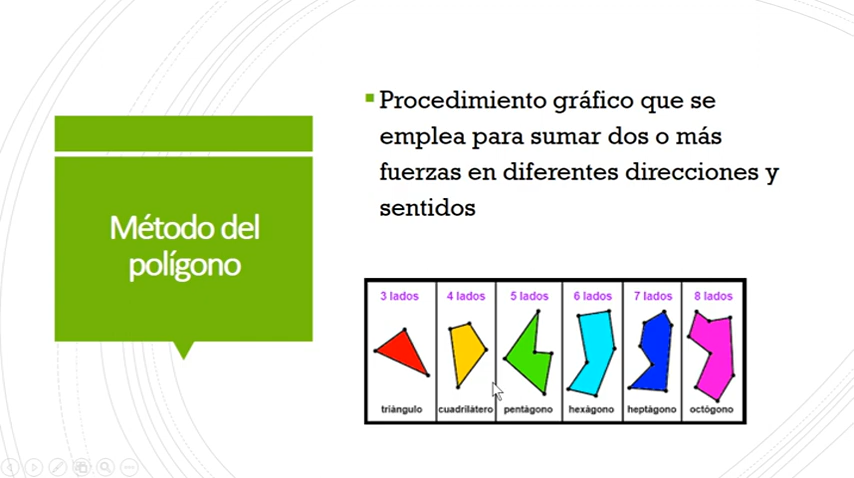 Método del
polígono
Procedimiento gráfico que se
emplea para sumar dos o más
fuerzas en diferentes direcciones y
sentidos
3 lados
4 lados
5 lados
6 lados
7 lados
8 lados
triángulo
cuadrilátero
pentágono
hexágono
heptágono
octógono